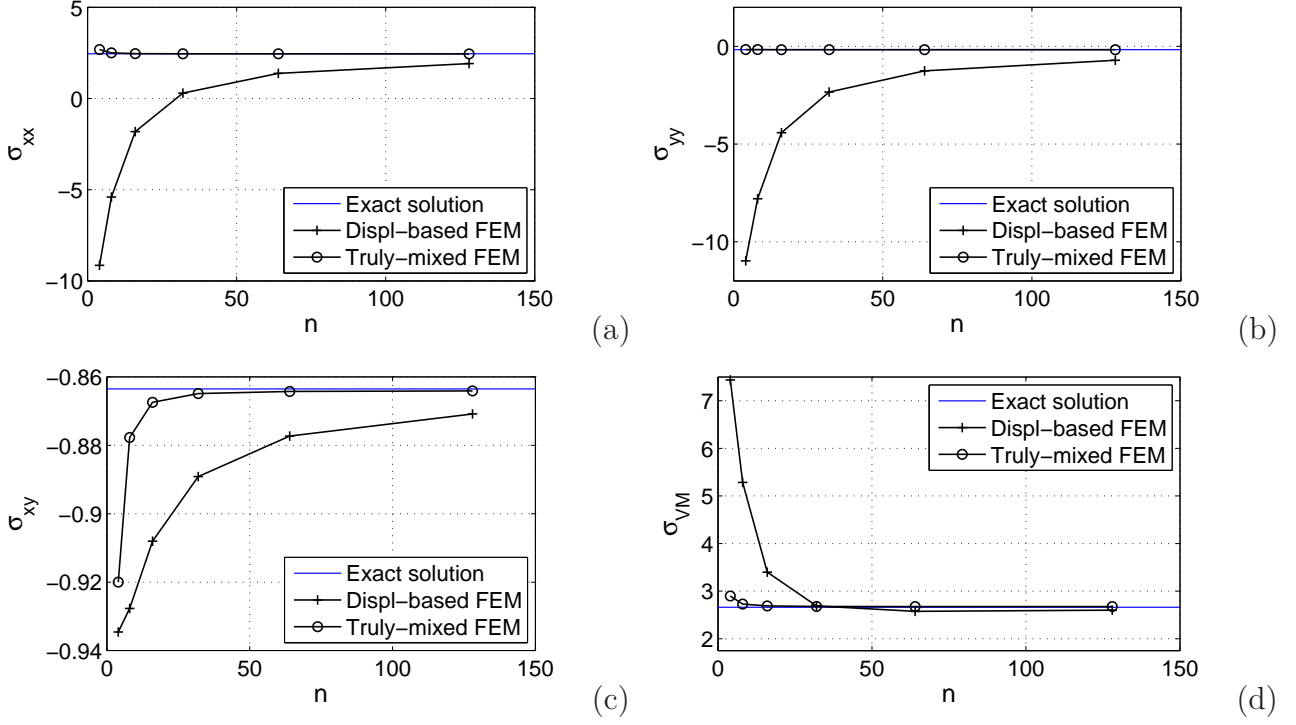 5
0
−5
−10
σxx
0 50 100 150
n
Exact solution
Displ−based FEM
Truly−mixed FEM
(a)
0
−5
−10
σyy
0 50 100 150
n
Exact solution
Displ−based FEM
Truly−mixed FEM
(b)
−0.86
−0.88
−0.9
−0.92
−0.94
σxy
0 50 100 150
n
Exact solution
Displ−based FEM
Truly−mixed FEM
(c)
7
6
5
4
3
2
σVM
0 50 100 150
n
Exact solution
Displ−based FEM
Truly−mixed FEM
(d)